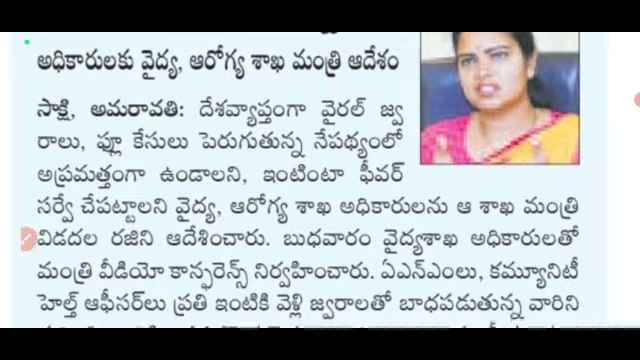 అధికారులకు వైద్య, ఆరోగ్య శాఖ మంత్రి ఆదేశం
సాక్షి, అమరావతి: దేశవ్యాప్తంగా వైరల్ జ్వ
రాలు, ఫ్లూ కేసులు పెరుగుతున్న నేపథ్యంలో
అప్రమత్తంగా ఉండాలని, ఇంటింటా ఫీవర్
సర్వే చేపట్టాలని వైద్య, ఆరోగ్య శాఖ అధికారులను ఆ శాఖ మంత్రి
విడదల రజిని ఆదేశించారు. బుధవారం వైద్యశాఖ అధికారులతో
మంత్రి వీడియో కాన్ఫరెన్స్ నిర్వహించారు. ఏఎన్ఎంలు, కమ్యూనిటీ
హెల్త్ ఆఫీసర్‌లు ప్రతి ఇంటికి వెళ్లి జ్వరాలతో బాధపడుతున్న వారిని